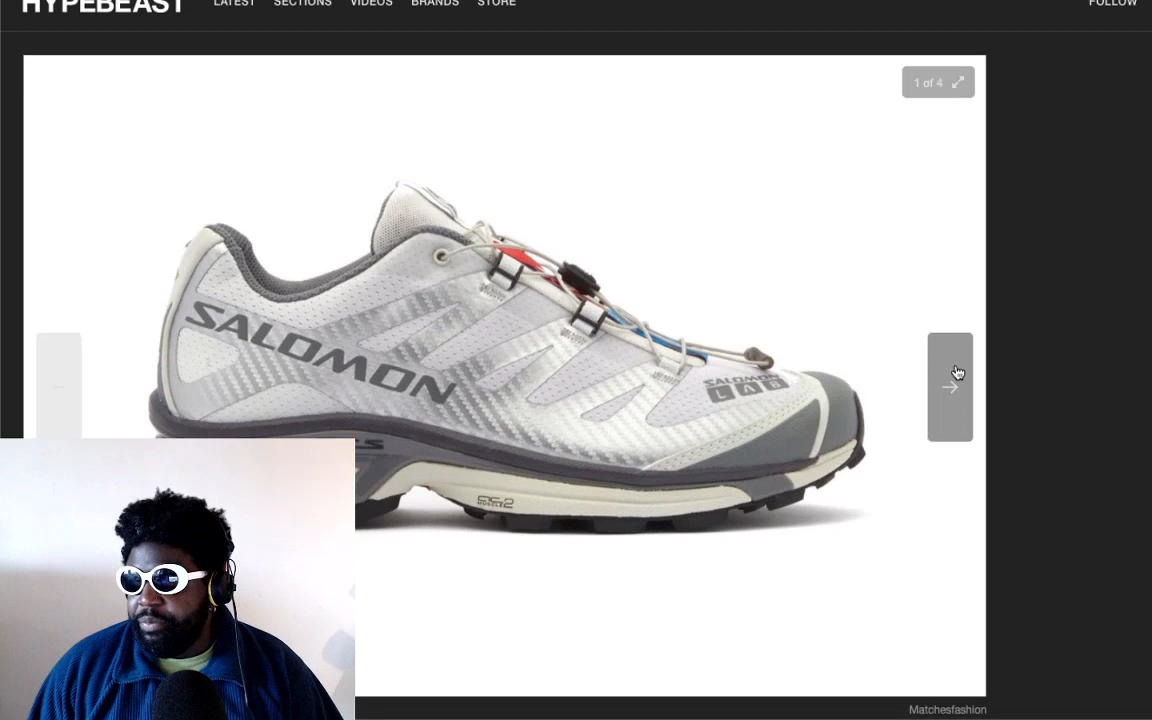 HYPEBEAST LATEST SECTIONS VIDEOS BRANDS STORE FOLLOW
1 of 4
SALOMON
SALOMON
LAB
Matchesfashion